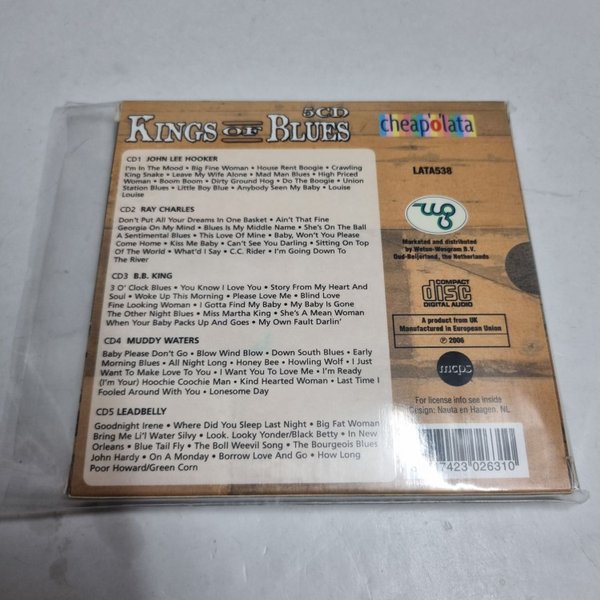 5CD
KINGS OF BLUES
cheap'o'lata
CD1 JOHN LEE HOOKER
I'm In The Mood • Big Fine Woman • House Rent Boogie • Crawling
King Snake • Leave My Wife Alone • Mad Man Blues • High Priced
Woman • Boom Boom • Dirty Ground Hog • Do The Boogie • Union
Station Blues • Little Boy Blue • Anybody Seen My Baby • Louise
Louise
CD2 RAY CHARLES
Don't Put All Your Dreams In One Basket • Ain't That Fine
Georgia On My Mind • Blues Is My Middle Name • She's On The Ball
A Sentimental Blues • This Love Of Mine • Baby, Won't You Please
Come Home • Kiss Me Baby • Can't See You Darling • Sitting On Top
Of The World • What'd I Say • C.C. Rider • I'm Going Down To
The River
CD3 B.B. KING
3 O' Clock Blues • You Know I Love You • Story From My Heart And
Soul • Woke Up This Morning • Please Love Me • Blind Love
Fine Looking Woman • I Gotta Find My Baby • My Baby Is Gone
The Other Night Blues • Miss Martha King • She's A Mean Woman
When Your Baby Packs Up And Goes • My Own Fault Darlin'
CD4 MUDDY WATERS
Baby Please Don't Go • Blow Wind Blow • Down South Blues • Early
Morning Blues • All Night Long • Honey Bee • Howling Wolf • I Just
Want To Make Love To You • I Want You To Love Me • I'm Ready
(I'm Your) Hoochie Coochie Man • Kind Hearted Woman • Last Time I
Fooled Around With You • Lonesome Day
CD5 LEADBELLY
Goodnight Irene • Where Did You Sleep Last Night • Big Fat Woman
Bring Me Li'l Water Silvy • Look. Looky Yonder/Black Betty • In New
Orleans • Blue Tail Fly • The Boll Weevil Song • The Bourgeois Blues
John Hardy • On A Monday • Borrow Love And Go • How Long
Poor Howard/Green Corn
LATA538
wg
Marketed and distributed
by Weton-Wesgram B.V.
Oud-Beijerland, the Netherlands
COMPACT
disc
DIGITAL AUDIO
A product from UK
Manufactured in European Union
℗ 2006
mcps
For license info see inside
Design: Nauta en Haagen, NL
7423 026310